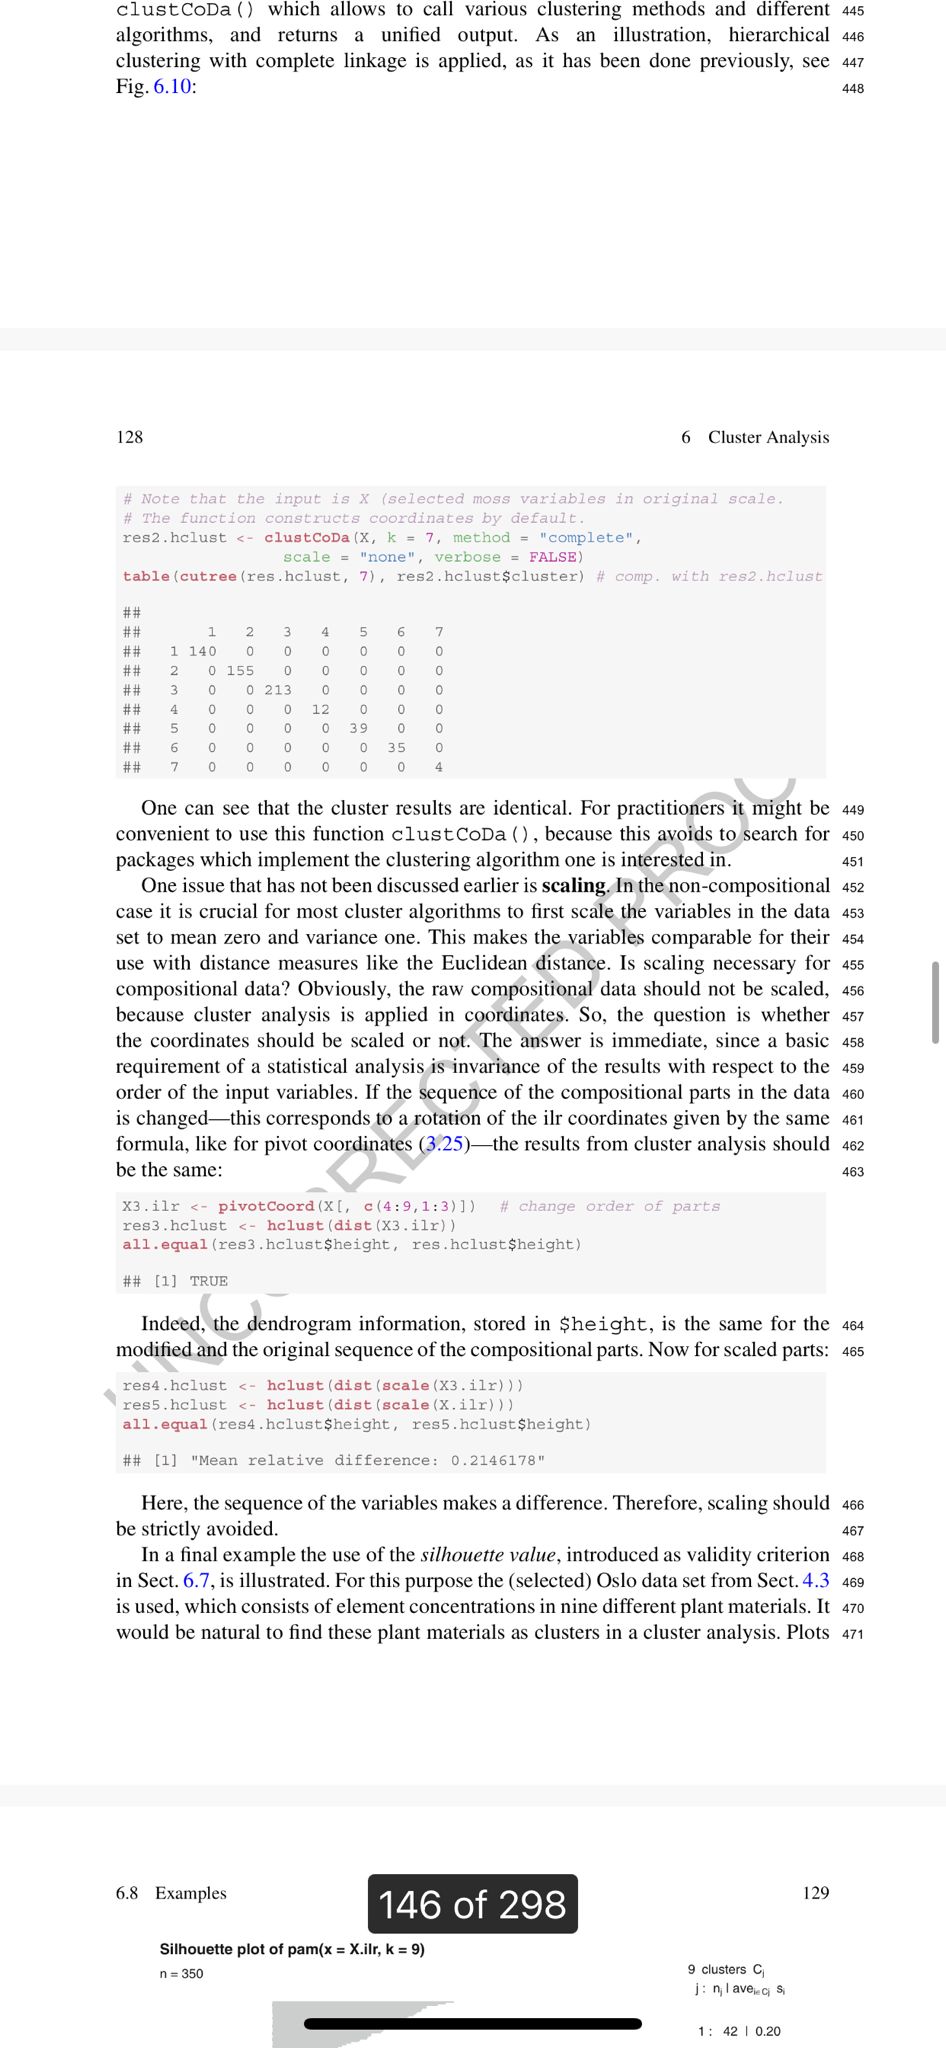 clustCoDa() which allows to call various clustering methods and different 445
algorithms, and returns a unified output. As an illustration, hierarchical 446
clustering with complete linkage is applied, as it has been done previously, see 447
Fig. 6.10: 448
128 6 Cluster Analysis
# Note that the input is X (selected moss variables in original scale.
# The function constructs coordinates by default.
res2.hclust <- clustCoDa(X, k = 7, method = "complete",
scale = "none", verbose = FALSE)
table(cutree(res.hclust, 7), res2.hclust$cluster) # comp. with res2.hclust
##
## 1 2 3 4 5 6 7
## 1 140 0 0 0 0 0 0
## 2 0 155 0 0 0 0 0
## 3 0 0 213 0 0 0 0
## 4 0 0 0 12 0 0 0
## 5 0 0 0 0 39 0 0
## 6 0 0 0 0 0 35 0
## 7 0 0 0 0 0 0 4
One can see that the cluster results are identical. For practitioners it might be 449
convenient to use this function clustCoDa(), because this avoids to search for 450
packages which implement the clustering algorithm one is interested in. 451
One issue that has not been discussed earlier is scaling. In the non-compositional 452
case it is crucial for most cluster algorithms to first scale the variables in the data 453
set to mean zero and variance one. This makes the variables comparable for their 454
use with distance measures like the Euclidean distance. Is scaling necessary for 455
compositional data? Obviously, the raw compositional data should not be scaled, 456
because cluster analysis is applied in coordinates. So, the question is whether 457
the coordinates should be scaled or not. The answer is immediate, since a basic 458
requirement of a statistical analysis is invariance of the results with respect to the 459
order of the input variables. If the sequence of the compositional parts in the data 460
is changed—this corresponds to a rotation of the ilr coordinates given by the same 461
formula, like for pivot coordinates (3.25)—the results from cluster analysis should 462
be the same: 463
X3.ilr <- pivotCoord(X[, c(4:9,1:3)]) # change order of parts
res3.hclust <- hclust(dist(X3.ilr))
all.equal(res3.hclust$height, res.hclust$height)
## [1] TRUE
Indeed, the dendrogram information, stored in $height, is the same for the 464
modified and the original sequence of the compositional parts. Now for scaled parts: 465
res4.hclust <- hclust(dist(scale(X3.ilr)))
res5.hclust <- hclust(dist(scale(X.ilr)))
all.equal(res4.hclust$height, res5.hclust$height)
## [1] "Mean relative difference: 0.2146178"
Here, the sequence of the variables makes a difference. Therefore, scaling should 466
be strictly avoided. 467
In a final example the use of the silhouette value, introduced as validity criterion 468
in Sect. 6.7, is illustrated. For this purpose the (selected) Oslo data set from Sect. 4.3 469
is used, which consists of element concentrations in nine different plant materials. It 470
would be natural to find these plant materials as clusters in a cluster analysis. Plots 471
6.8 Examples 129
146 of 298
Silhouette plot of pam(x = X.ilr, k = 9)
n = 350
9 clusters Cj
j : nj | avei∈Cj si
1 : 42 | 0.20